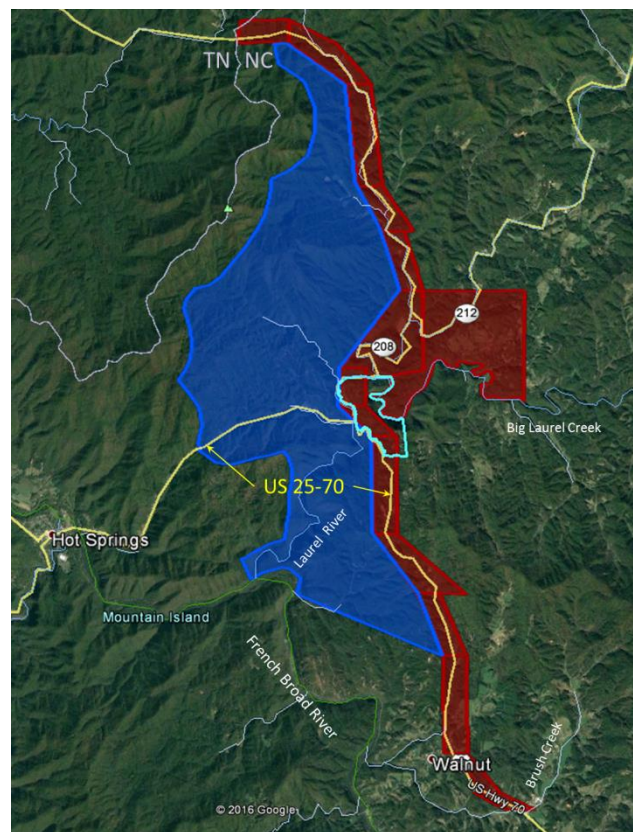 TN NC
212
208
Big Laurel Creek
US 25-70
Hot Springs
Laurel River
Mountain Island
French Broad River
Walnut
Brush Creek
US-Hwy 70
© 2016 Google